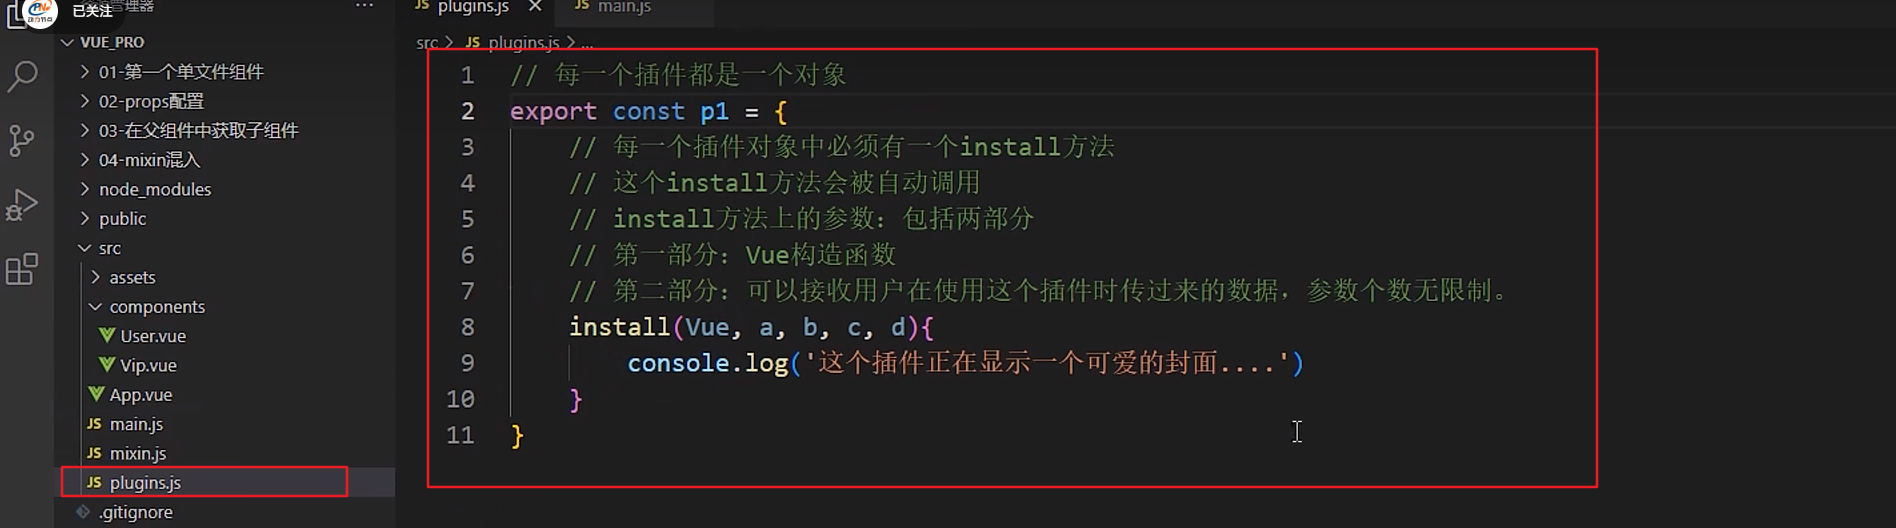 已关注
...
JS plugins.js ×
JS main.js
VUE_PRO
src > JS plugins.js > ...
01-第一个单文件组件
02-props配置
03-在父组件中获取子组件
04-mixin混入
node_modules
public
src
assets
components
User.vue
Vip.vue
App.vue
JS main.js
JS mixin.js
JS plugins.js
.gitignore
1 // 每一个插件都是一个对象
2 export const p1 = {
3 // 每一个插件对象中必须有一个install方法
4 // 这个install方法会被自动调用
5 // install方法上的参数：包括两部分
6 // 第一部分：Vue构造函数
7 // 第二部分：可以接收用户在使用这个插件时传过来的数据，参数个数无限制。
8 install(Vue, a, b, c, d){
9 console.log('这个插件正在显示一个可爱的封面....')
10 }
11 }